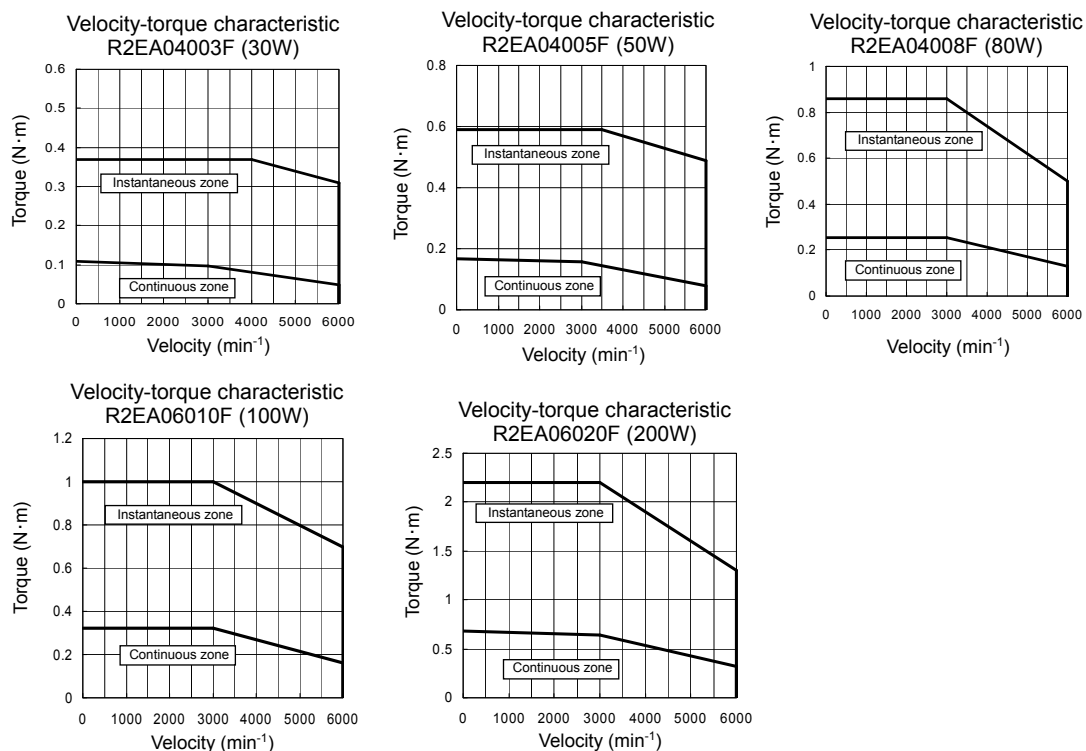 Velocity-torque characteristic
R2EA04003F (30W)
Torque (N·m)
0.6
0.5
0.4
0.3
0.2
0.1
0
Instantaneous zone
Continuous zone
0 1000 2000 3000 4000 5000 6000
Velocity (min-1)
Velocity-torque characteristic
R2EA04005F (50W)
Torque (N·m)
0.8
0.6
0.4
0.2
0
Instantaneous zone
Continuous zone
0 1000 2000 3000 4000 5000 6000
Velocity (min-1)
Velocity-torque characteristic
R2EA04008F (80W)
Torque (N·m)
1
0.8
0.6
0.4
0.2
0
Instantaneous zone
Continuous zone
0 1000 2000 3000 4000 5000 6000
Velocity (min-1)
Velocity-torque characteristic
R2EA06010F (100W)
Torque (N·m)
1.2
1
0.8
0.6
0.4
0.2
0
Instantaneous zone
Continuous zone
0 1000 2000 3000 4000 5000 6000
Velocity (min-1)
Velocity-torque characteristic
R2EA06020F (200W)
Torque (N·m)
2.5
2
1.5
1
0.5
0
Instantaneous zone
Continuous zone
0 1000 2000 3000 4000 5000 6000
Velocity (min-1)